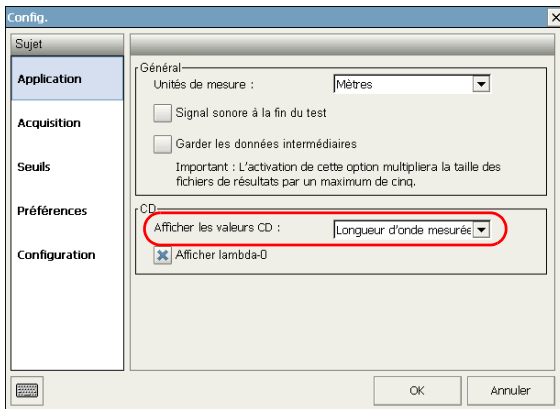 Config.
Sujet
Application
Acquisition
Seuils
Préférences
Configuration
Général
Unités de mesure :
Mètres
Signal sonore à la fin du test
Garder les données intermédiaires
Important : L'activation de cette option multipliera la taille des
fichiers de résultats par un maximum de cinq.
CD
Afficher les valeurs CD :
Longueur d'onde mesurée
Afficher lambda-0
OK
Annuler